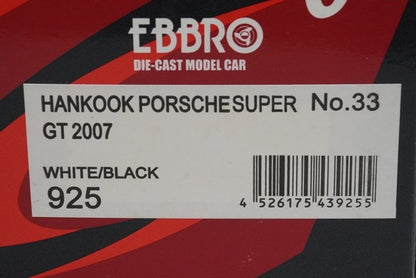 EBBRO
DIE-CAST MODEL CAR
HANKOOK PORSCHE SUPER No.33
GT 2007
WHITE/BLACK
925
4 526175 439255